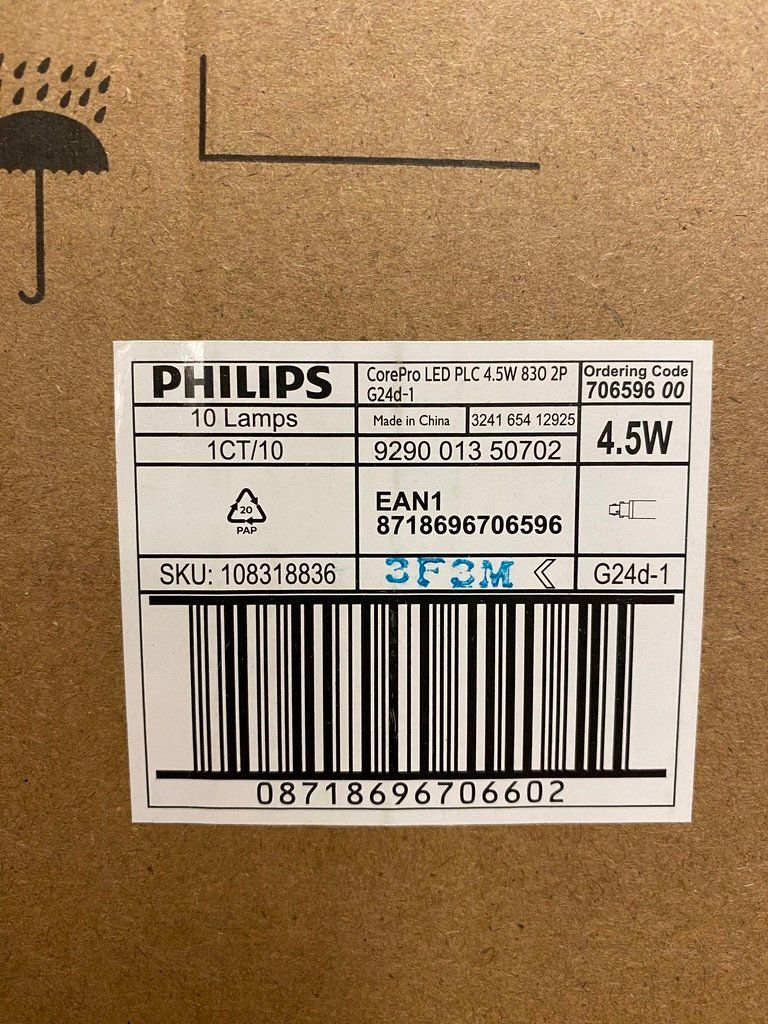 PHILIPS
CorePro LED PLC 4.5W 830 2P
G24d-1
Ordering Code
706596 00
10 Lamps
Made in China
3241 654 12925
4.5W
1CT/10
9290 013 50702
20
PAP
EAN1
8718696706596
SKU: 108318836
3F3M
G24d-1
08718696706602